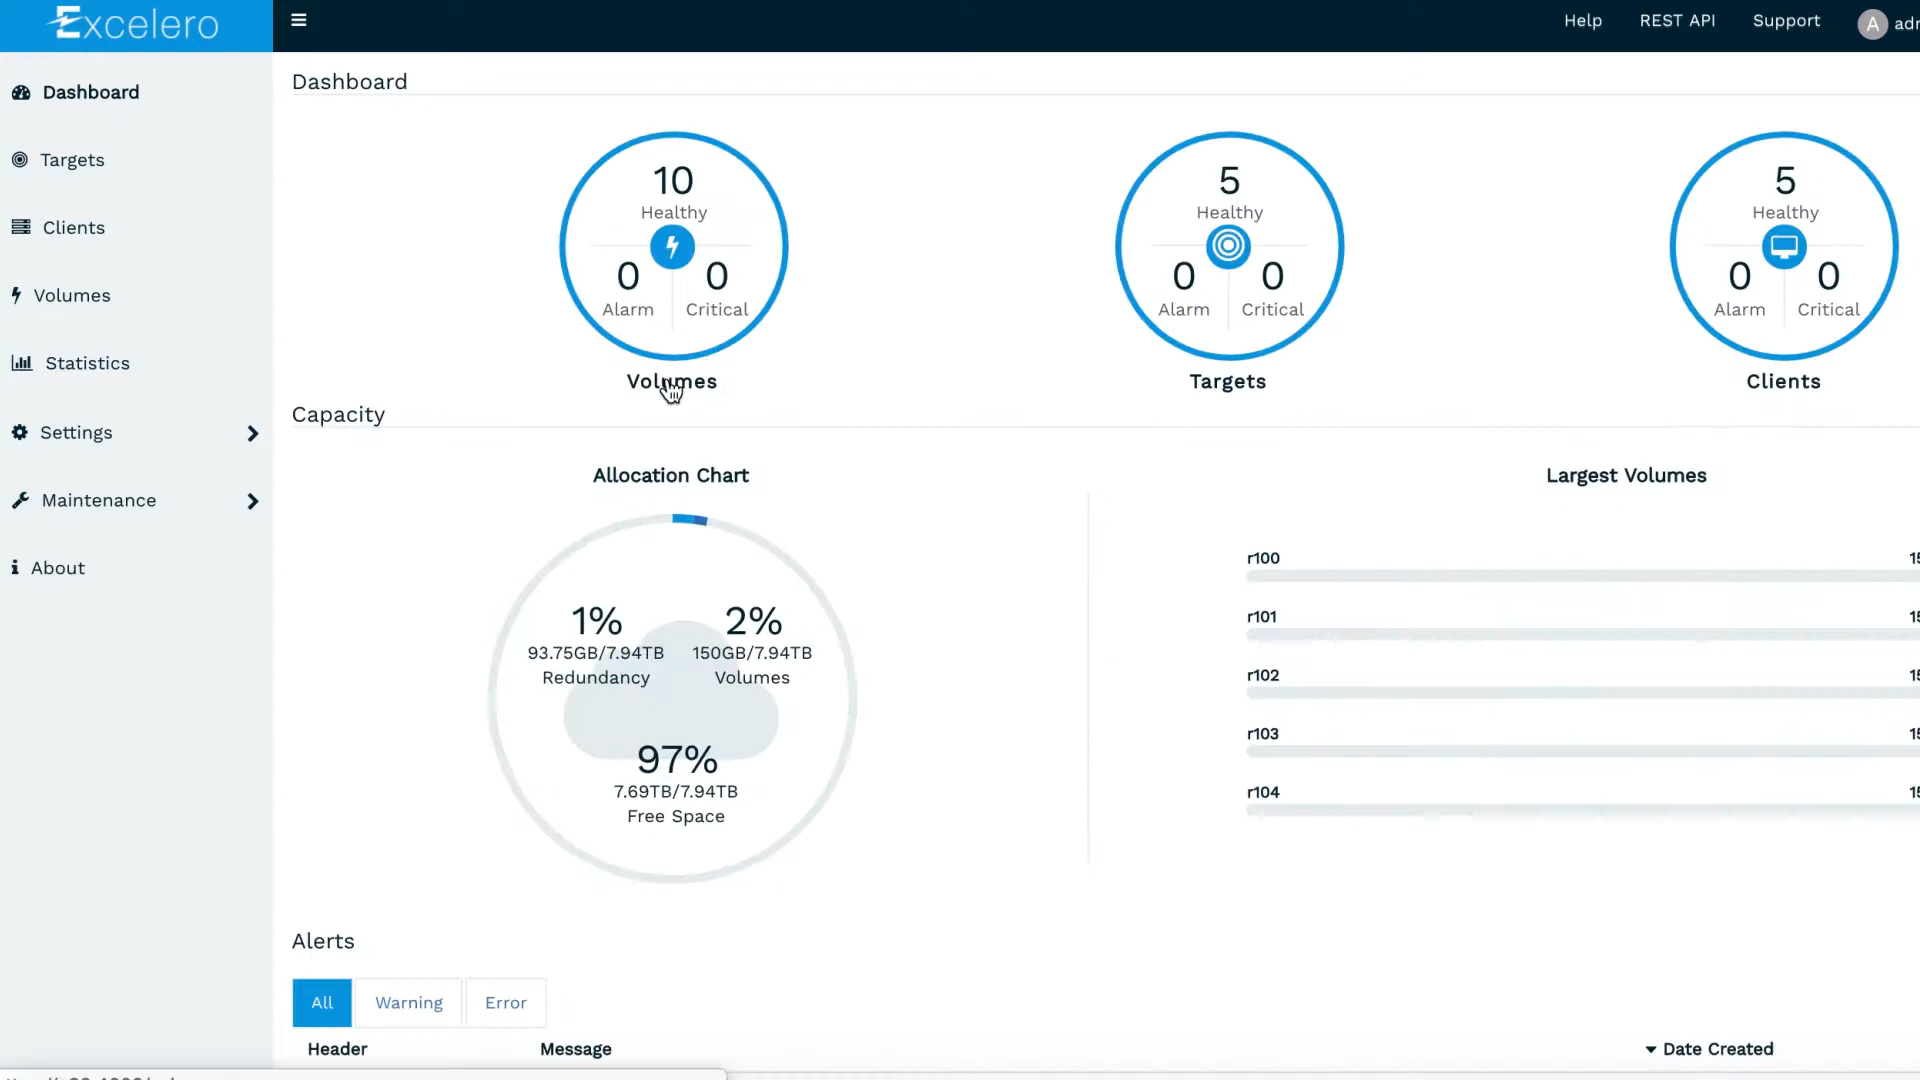 Excelero
Help REST API Support A
Dashboard
Targets
Clients
Volumes
Statistics
Settings
Maintenance
About
Dashboard
10
Healthy
0 0
Alarm Critical
Volumes
5
Healthy
0 0
Alarm Critical
Targets
5
Healthy
0 0
Alarm Critical
Clients
Capacity
Allocation Chart
1%
93.75GB/7.94TB
Redundancy
2%
150GB/7.94TB
Volumes
97%
7.69TB/7.94TB
Free Space
Largest Volumes
r100
r101
r102
r103
r104
Alerts
All Warning Error
Header Message Date Created